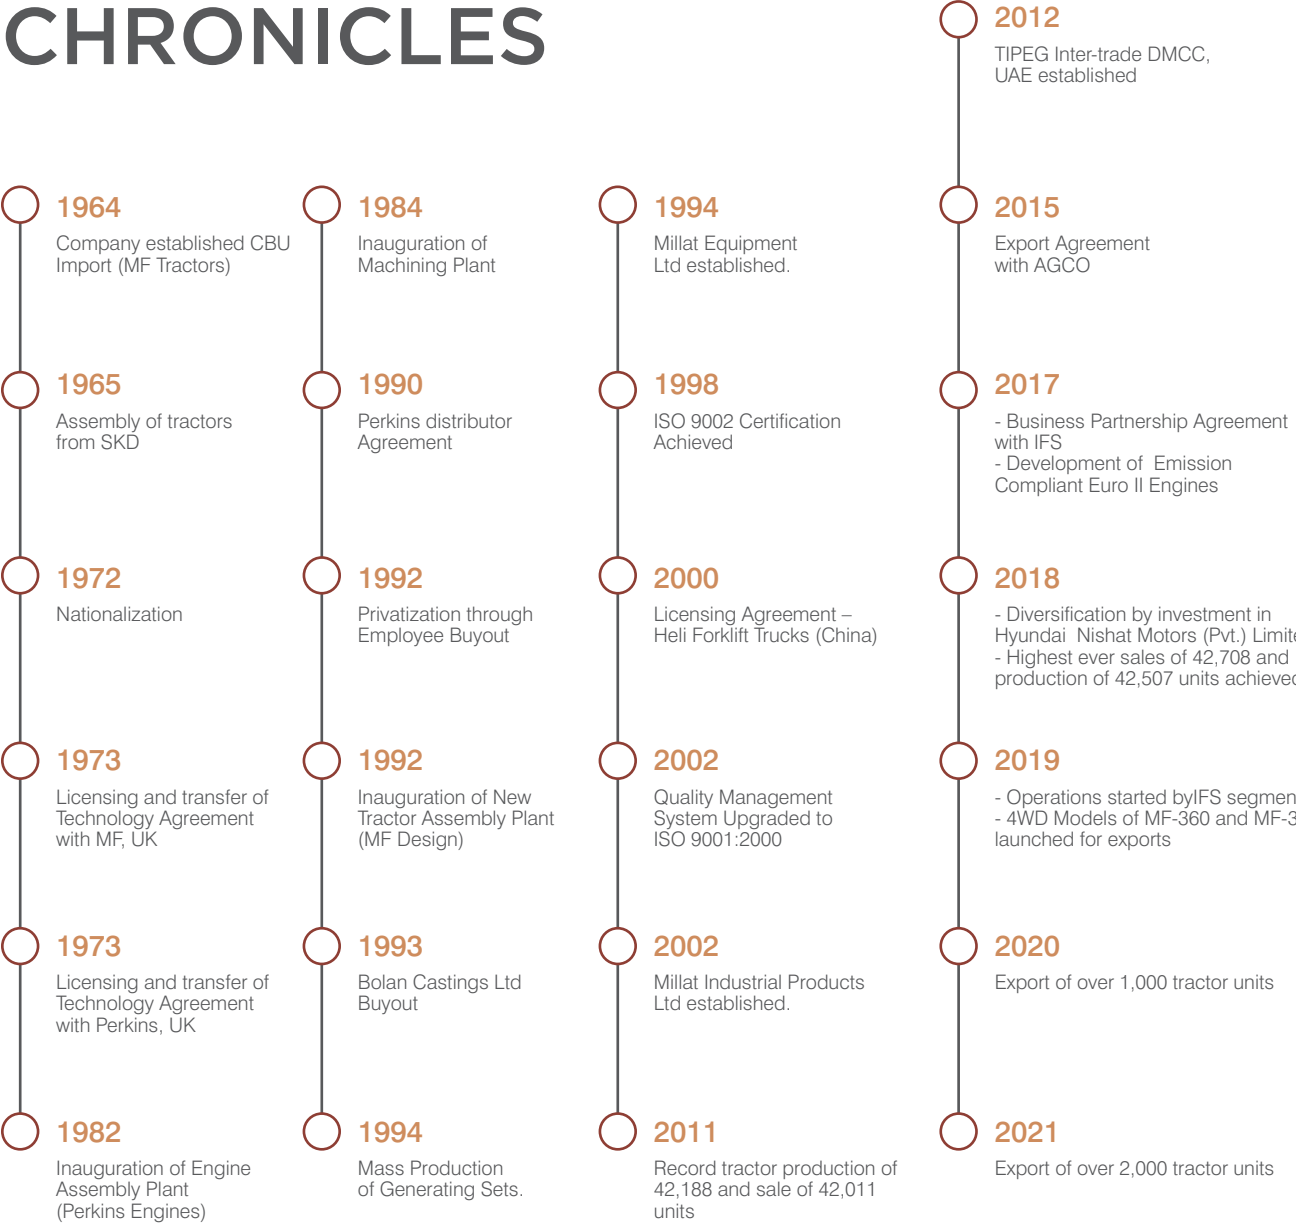 CHRONICLES
1964
Company established CBU
Import (MF Tractors)
1965
Assembly of tractors
from SKD
1972
Nationalization
1973
Licensing and transfer of
Technology Agreement
with MF, UK
1973
Licensing and transfer of
Technology Agreement
with Perkins, UK
1982
Inauguration of Engine
Assembly Plant
(Perkins Engines)
1984
Inauguration of
Machining Plant
1990
Perkins distributor
Agreement
1992
Privatization through
Employee Buyout
1992
Inauguration of New
Tractor Assembly Plant
(MF Design)
1993
Bolan Castings Ltd
Buyout
1994
Mass Production
of Generating Sets.
1994
Millat Equipment
Ltd established.
1998
ISO 9002 Certification
Achieved
2000
Licensing Agreement –
Heli Forklift Trucks (China)
2002
Quality Management
System Upgraded to
ISO 9001:2000
2002
Millat Industrial Products
Ltd established.
2011
Record tractor production of
42,188 and sale of 42,011
units
2012
TIPEG Inter-trade DMCC,
UAE established
2015
Export Agreement
with AGCO
2017
- Business Partnership Agreement
with IFS
- Development of  Emission
Compliant Euro II Engines
2018
- Diversification by investment in
Hyundai  Nishat Motors (Pvt.)
- Highest ever sales of 42,708 and
production of 42,507 units
2019
- Operations started byIFS
- 4WD Models of MF-360 and
launched for exports
2020
Export of over 1,000 tractor units
2021
Export of over 2,000 tractor units